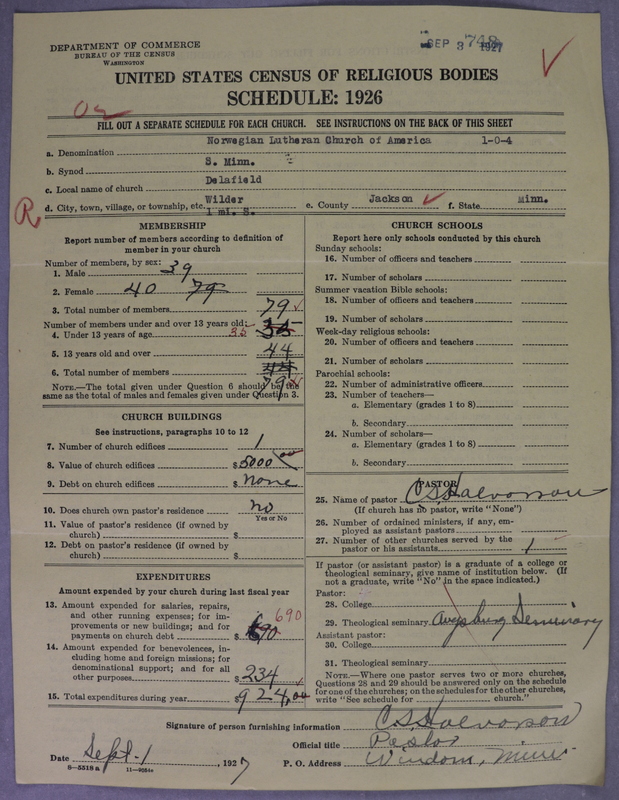 DEPARTMENT OF COMMERCE
BUREAU OF THE CENSUS
WASHINGTON
SEP 3 1927
748
UNITED STATES CENSUS OF RELIGIOUS BODIES
SCHEDULE: 1926
FILL OUT A SEPARATE SCHEDULE FOR EACH CHURCH. SEE INSTRUCTIONS ON THE BACK OF THIS SHEET
a. Denomination Norwegian Lutheran Church of America 1-0-4
b. Synod S. Minn.
c. Local name of church Delafield
d. City, town, village, or township, etc. Wilder e. County Jackson f. State Minn.
1 mi. S.
R
MEMBERSHIP
Report number of members according to definition of
member in your church
Number of members, by sex:
1. Male 39
2. Female 40 79
3. Total number of members 79
Number of members under and over 13 years old:
4. Under 13 years of age 35 35
5. 13 years old and over 44
6. Total number of members 44 79
NOTE.—The total given under Question 6 should be the
same as the total of males and females given under Question 3.
CHURCH BUILDINGS
See instructions, paragraphs 10 to 12
7. Number of church edifices 1
8. Value of church edifices $ 5000 00
9. Debt on church edifices $ none
10. Does church own pastor's residence no
Yes or No
11. Value of pastor's residence (if owned by
church) $
12. Debt on pastor's residence (if owned by
church) $
EXPENDITURES
Amount expended by your church during last fiscal year
13. Amount expended for salaries, repairs,
and other running expenses; for im-
provements or new buildings; and for
payments on church debt $ 690 690
14. Amount expended for benevolences, in-
cluding home and foreign missions; for
denominational support; and for all
other purposes $ 234
15. Total expenditures during year $ 924.00
CHURCH SCHOOLS
Report here only schools conducted by this church
Sunday schools:
16. Number of officers and teachers
17. Number of scholars
Summer vacation Bible schools:
18. Number of officers and teachers
19. Number of scholars
Week-day religious schools:
20. Number of officers and teachers
21. Number of scholars
Parochial schools:
22. Number of administrative officers
23. Number of teachers—
a. Elementary (grades 1 to 8)
b. Secondary
24. Number of scholars—
a. Elementary (grades 1 to 8)
b. Secondary
PASTOR
25. Name of pastor C S Halvorson
(If church has no pastor, write "None")
26. Number of ordained ministers, if any, em-
ployed as assistant pastors
27. Number of other churches served by the
pastor or his assistants 1
If pastor (or assistant pastor) is a graduate of a college or
theological seminary, give name of institution below. (If
not a graduate, write "No" in the space indicated.)
Pastor:
28. College
29. Theological seminary Augsburg Seminary
Assistant pastor:
30. College
31. Theological seminary
NOTE.—Where one pastor serves two or more churches,
Questions 28 and 29 should be answered only on the schedule
for one of the churches; on the schedules for the other churches,
write "See schedule for church."
Signature of person furnishing information C. S. Halvorson
Official title Pastor
Date Sept. 1, 1927 P. O. Address Windom, Minn.
8—5518a 11—9584a